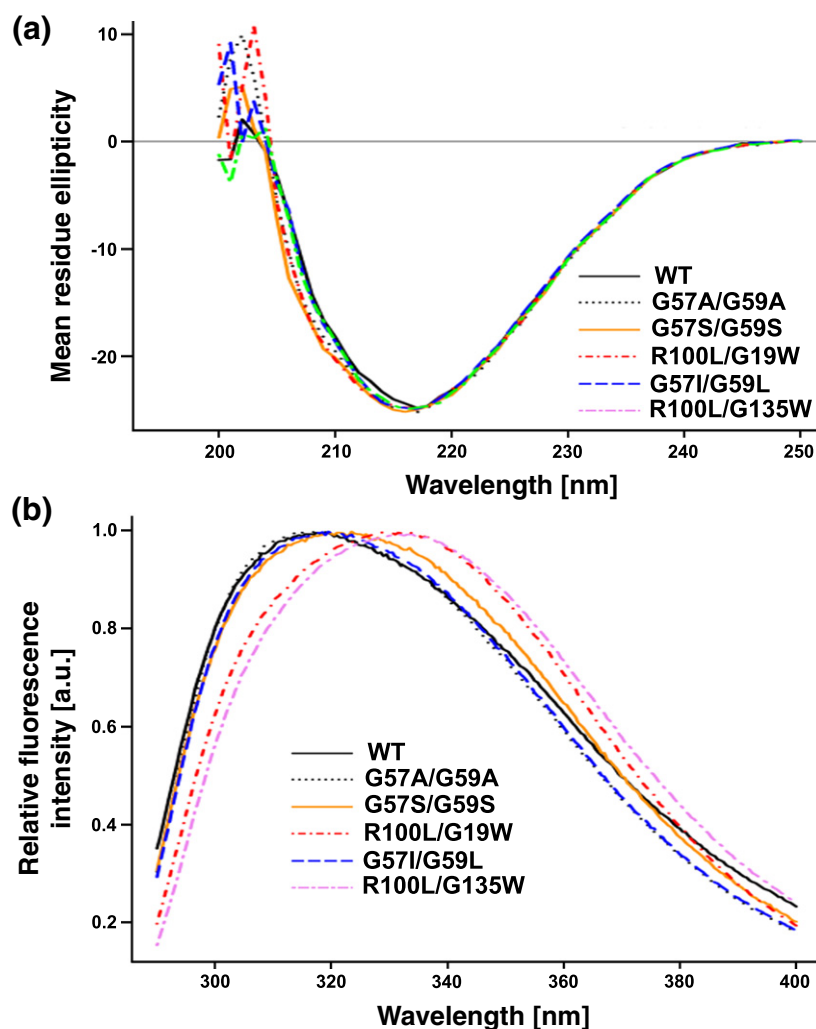 (a)
Mean residue ellipticity
10
0
-10
-20
WT
G57A/G59A
G57S/G59S
R100L/G19W
G57I/G59L
R100L/G135W
200
210
220
230
240
250
Wavelength [nm]
(b)
Relative fluorescence
intensity [a.u.]
1.0
0.8
0.6
0.4
0.2
WT
G57A/G59A
G57S/G59S
R100L/G19W
G57I/G59L
R100L/G135W
300
320
340
360
380
400
Wavelength [nm]